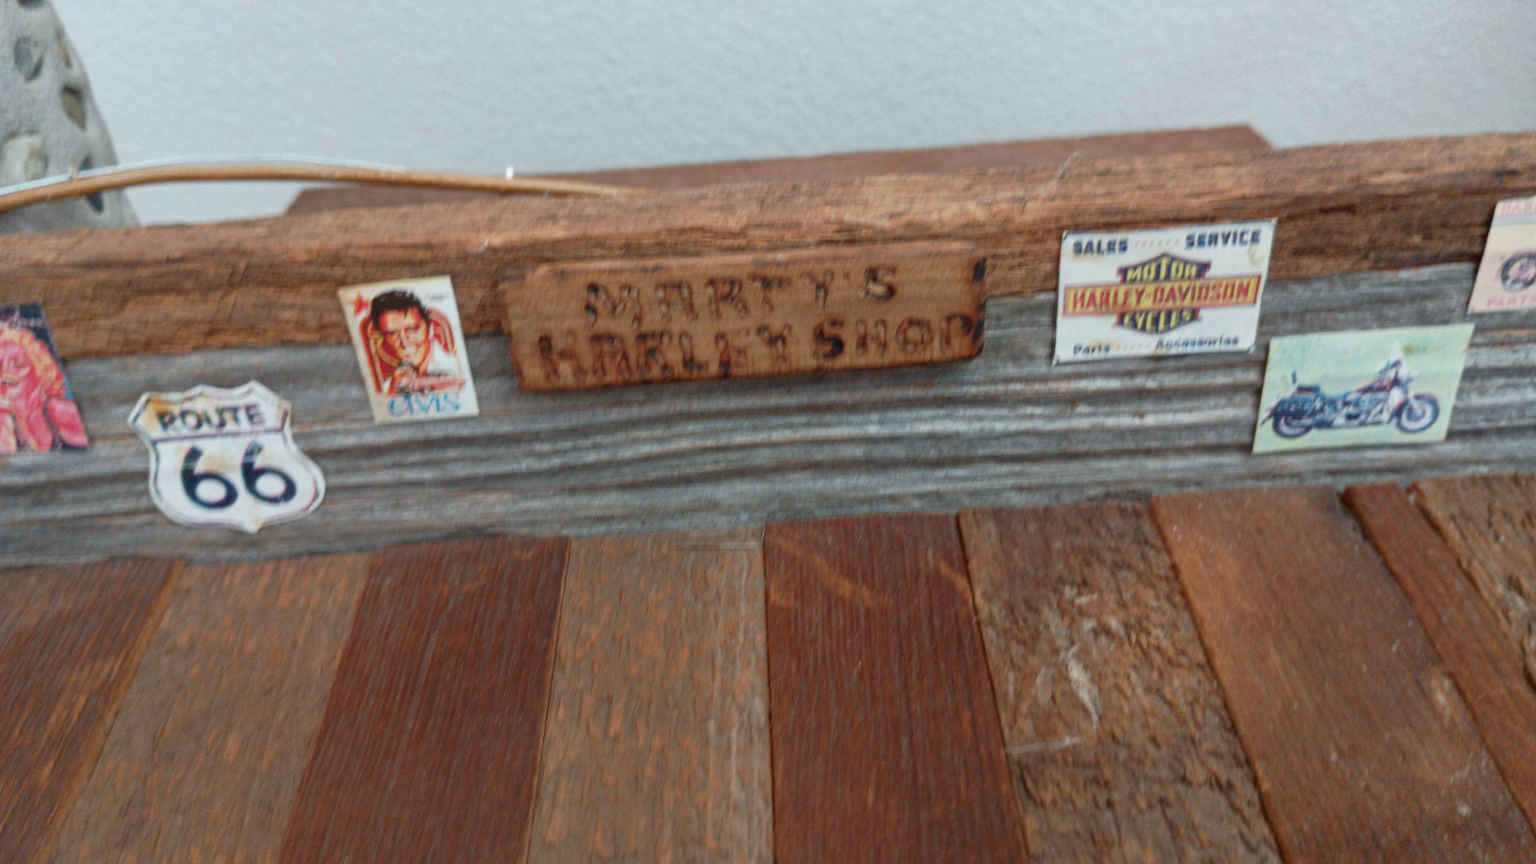 ROUTE
66
ELVIS
MARTY'S
HARLEY SHOP
SALES SERVICE
MOTOR
HARLEY-DAVIDSON
CYCLES
Parts Accessories